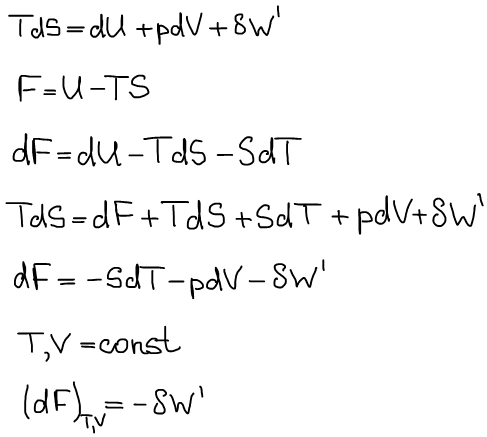 TdS=dU+pdV+δW'
F=U-TS
dF=dU-TdS-SdT
TdS=dF+TdS+SdT+pdV+δW'
dF=-SdT-pdV-δW'
T,V=const
(dF)_{T,V}=-δW'